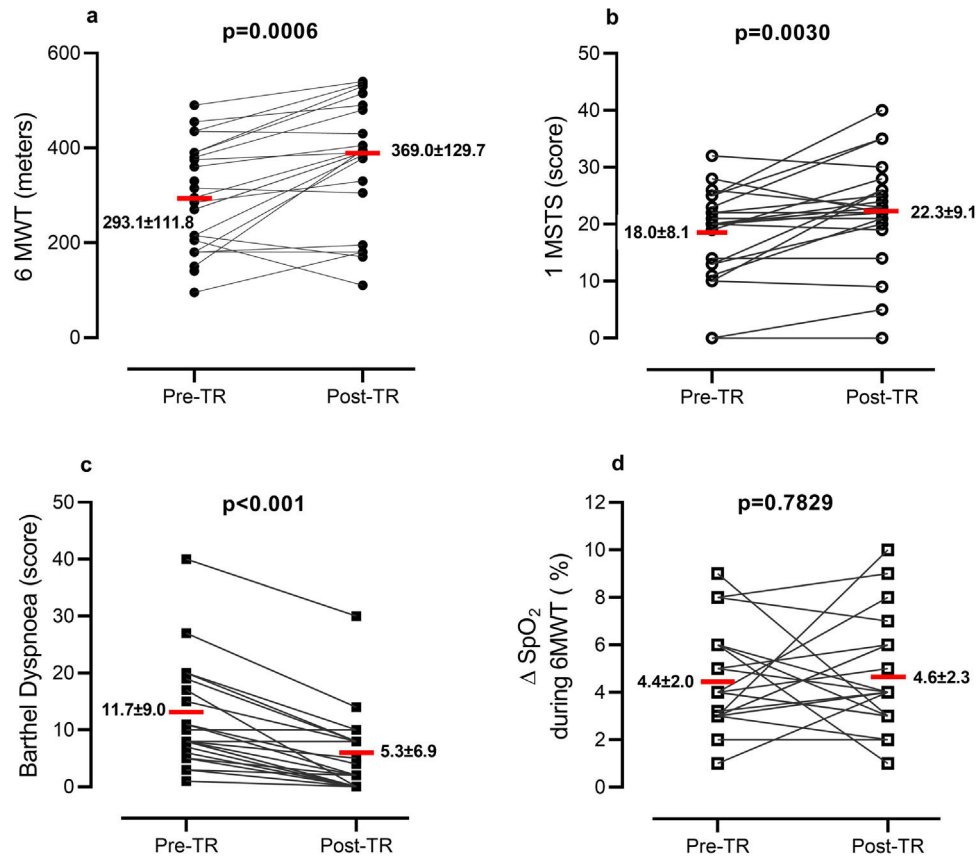 a
p=0.0006
600
400
200
0
6 MWT (meters)
293.1±111.8
369.0±129.7
Pre-TR
Post-TR
b
p=0.0030
50
40
30
20
10
0
1 MSTS (score)
18.0±8.1
22.3±9.1
Pre-TR
Post-TR
c
p<0.001
50
40
30
20
10
0
Barthel Dyspnoea (score)
11.7±9.0
5.3±6.9
Pre-TR
Post-TR
d
p=0.7829
12
10
8
6
4
2
0
Δ SpO₂
during 6MWT ( %)
4.4±2.0
4.6±2.3
Pre-TR
Post-TR